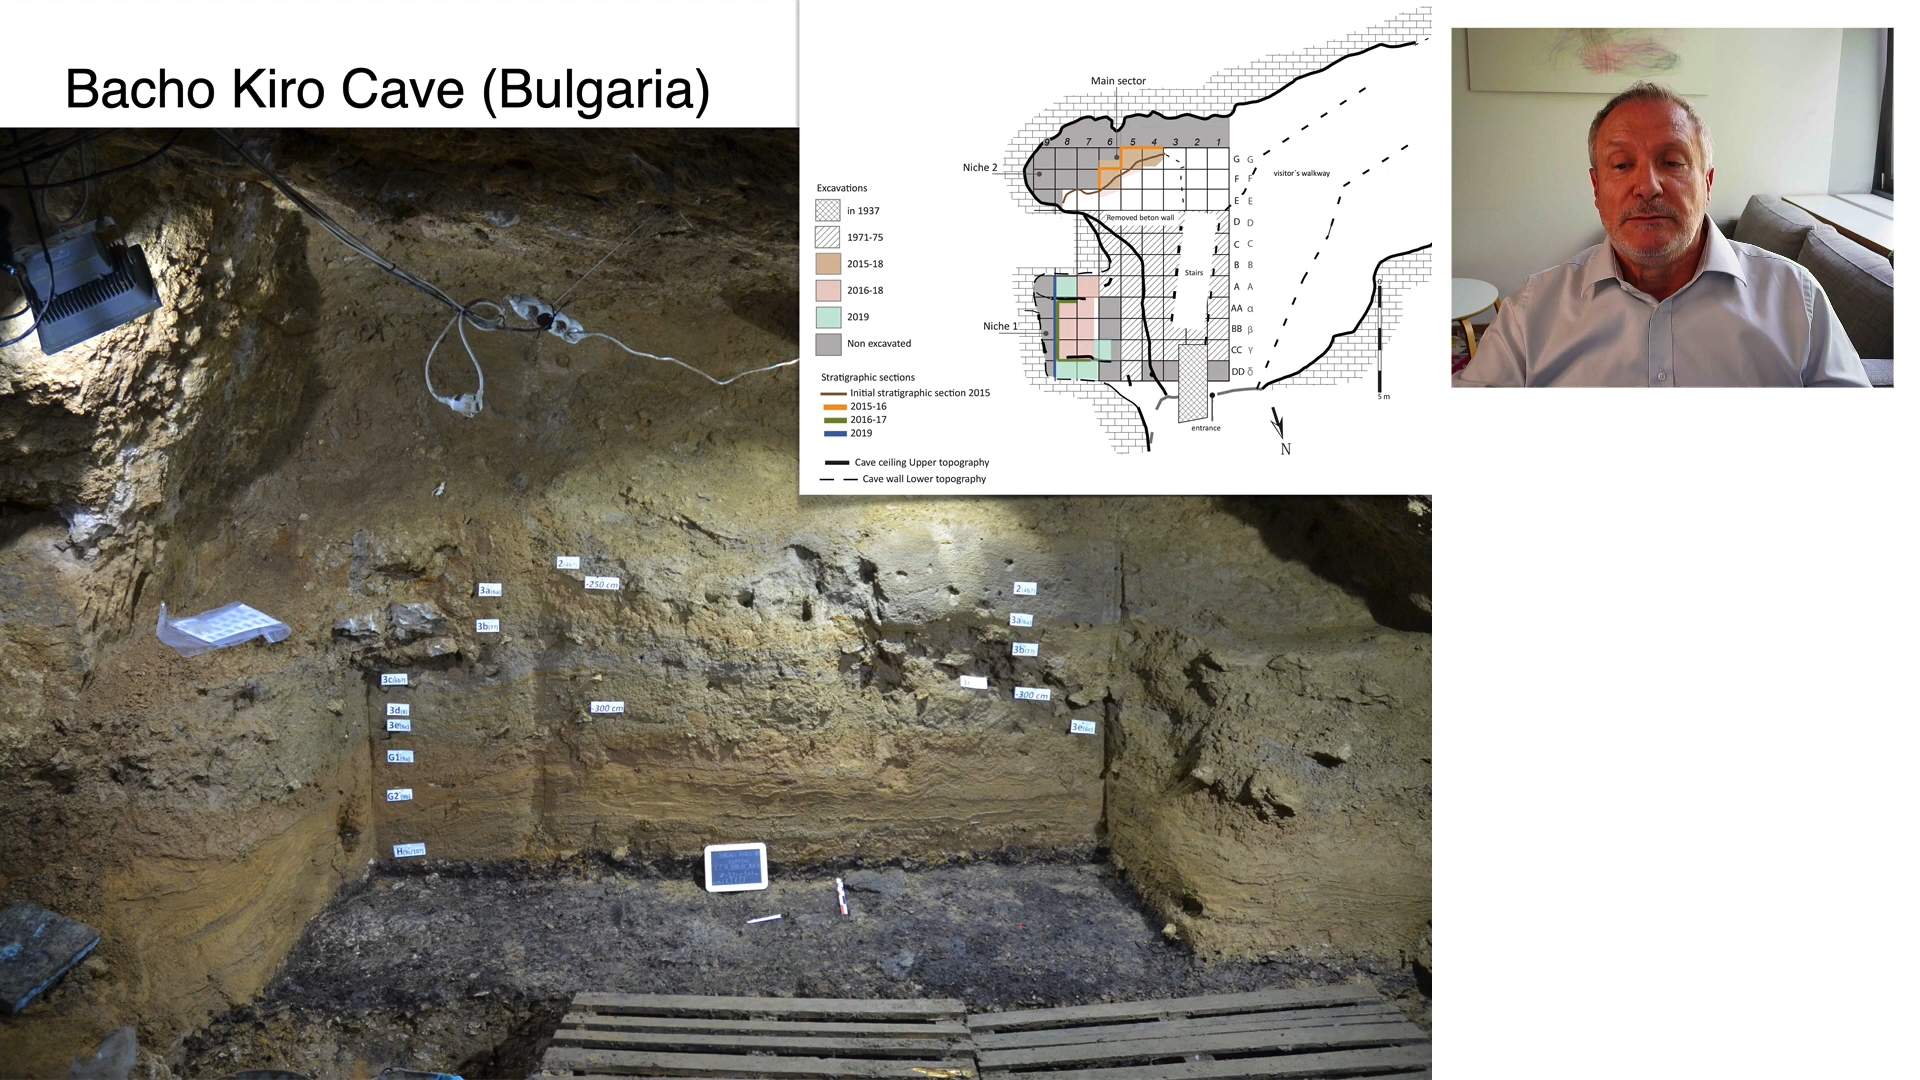 Bacho Kiro Cave (Bulgaria)
Main sector
9 8 7 6 5 4 3 2 1
Niche 2
G G
F F
E E
D D
C C
B B
A A
AA α
BB β
CC γ
DD δ
visitor´s walkway
Removed beton wall
Stairs
Niche 1
entrance
N
0
5 m
Excavations
in 1937
1971-75
2015-18
2016-18
2019
Non excavated
Stratigraphic sections
Initial stratigraphic section 2015
2015-16
2016-17
2019
Cave ceiling Upper topography
Cave wall Lower topography
2
-250 cm
3a
3b
3c
3d
3e
G1
G2
H
-300 cm
2
3a
3b
-300 cm
3e